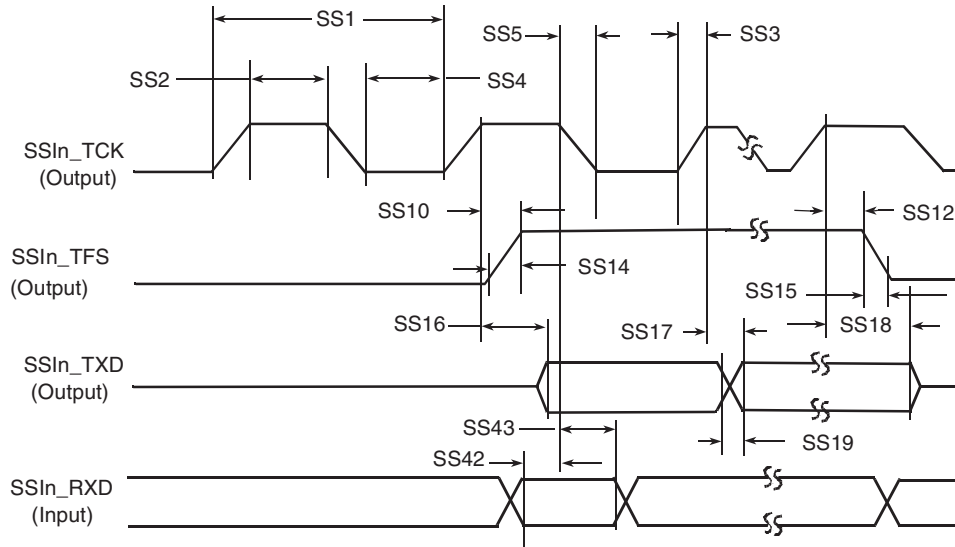 SS1
SS5
SS3
SS2
SS4
SSIn_TCK
(Output)
SS10
SS12
SSIn_TFS
(Output)
SS14
SS15
SS16
SS17
SS18
SSIn_TXD
(Output)
SS43
SS19
SS42
SSIn_RXD
(Input)